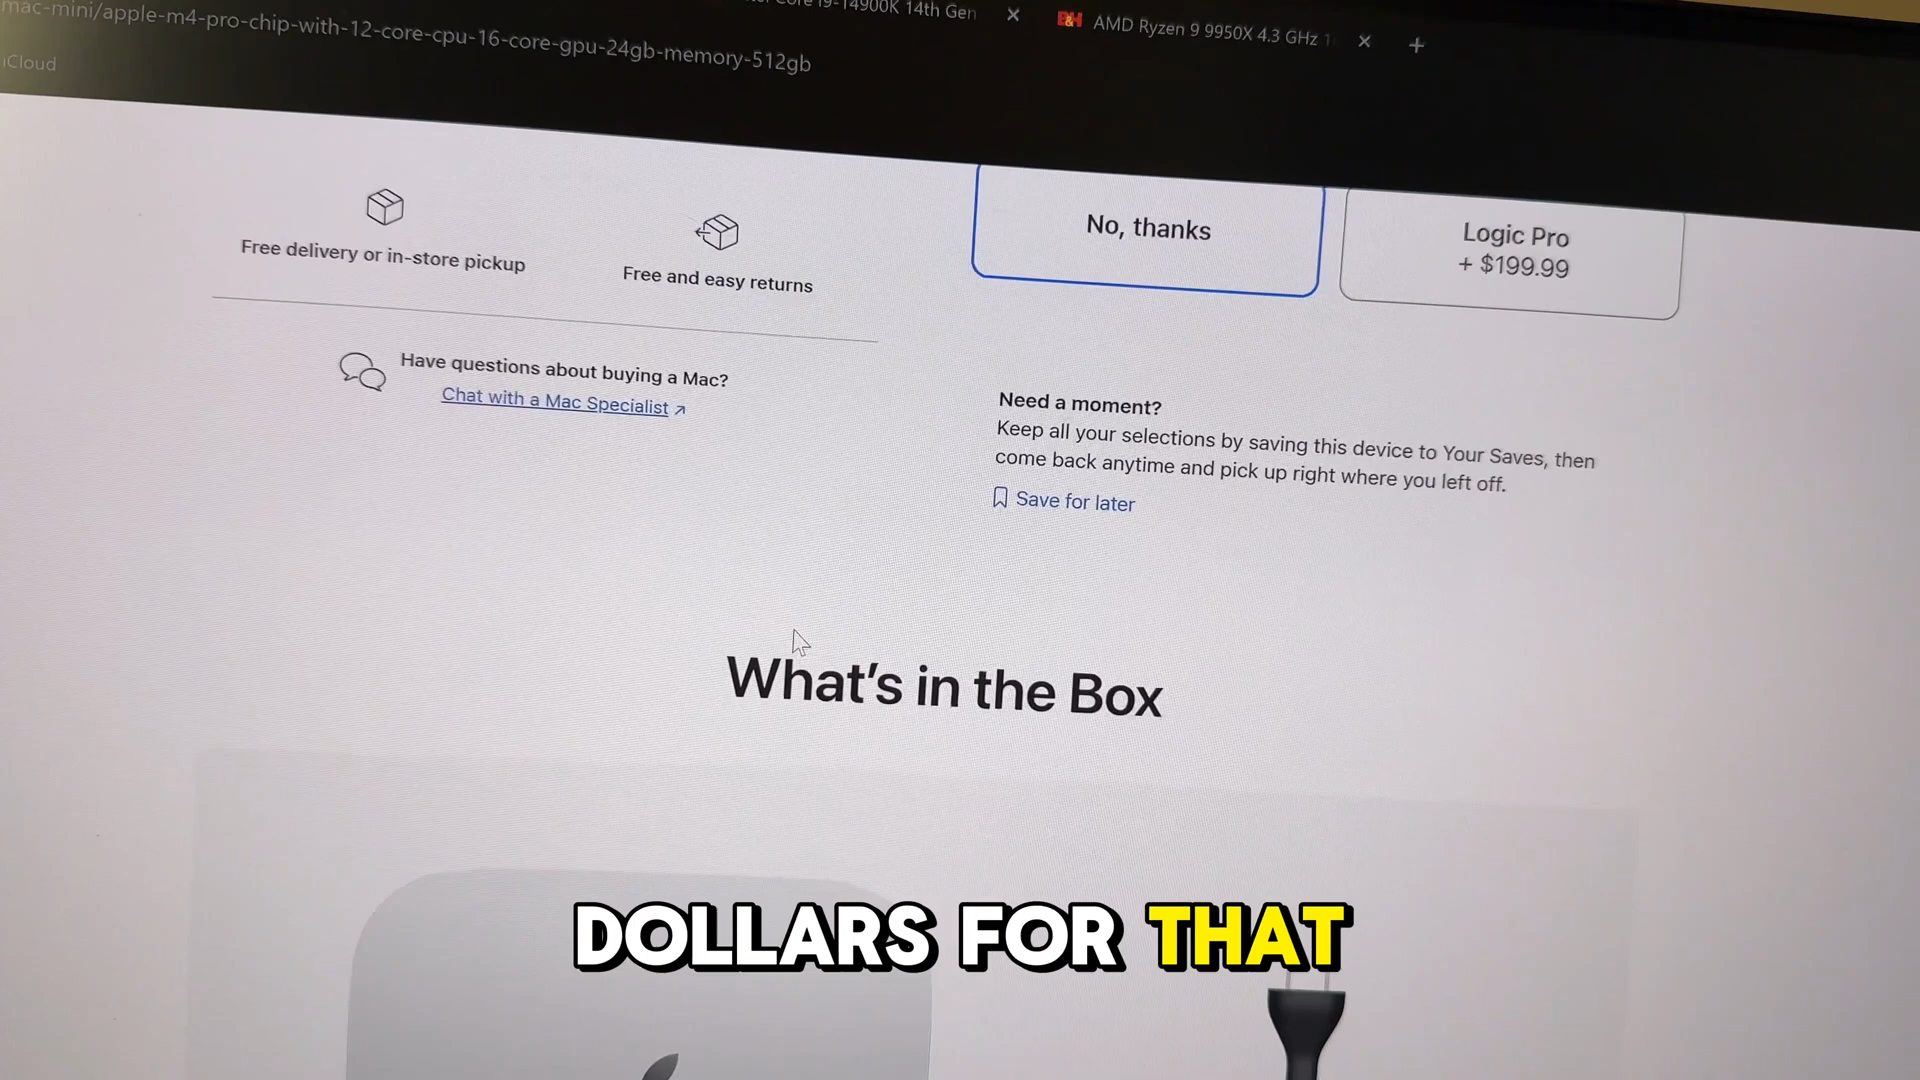 Core i9-14900K 14th Gen
AMD Ryzen 9 9950X 4.3 GHz
mac-mini/apple-m4-pro-chip-with-12-core-cpu-16-core-gpu-24gb-memory-512gb
iCloud
Free delivery or in-store pickup
Free and easy returns
Have questions about buying a Mac?
Chat with a Mac Specialist
No, thanks
Logic Pro
+ $199.99
Need a moment?
Keep all your selections by saving this device to Your Saves, then
come back anytime and pick up right where you left off.
Save for later
What's in the Box
DOLLARS FOR THAT